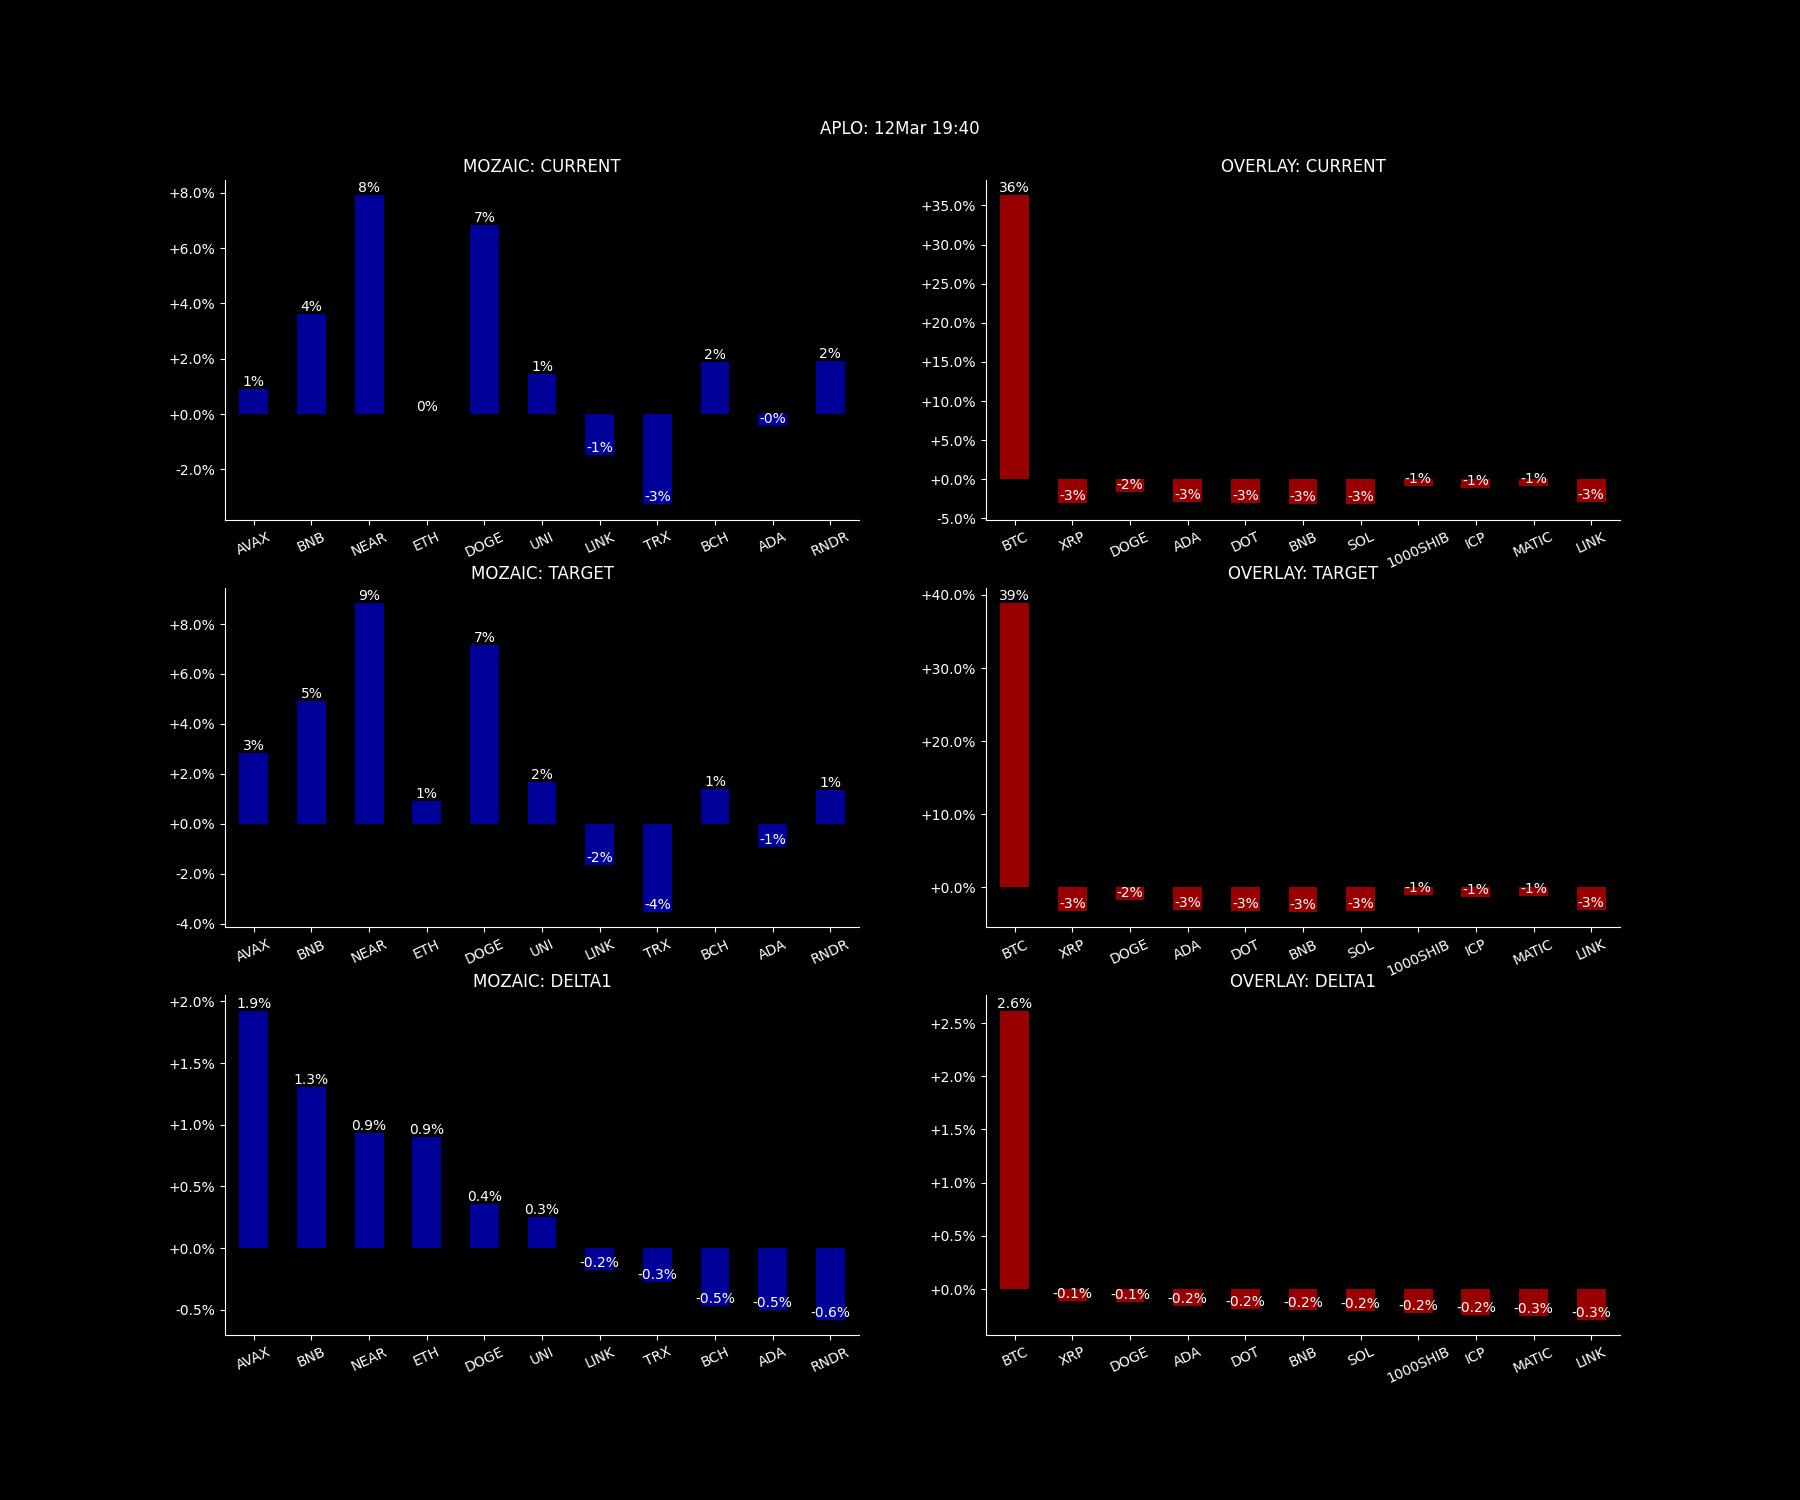 APLO: 12Mar 19:40
MOZAIC: CURRENT
+8.0%
+6.0%
+4.0%
+2.0%
+0.0%
-2.0%
1%
4%
8%
0%
7%
1%
-1%
-3%
2%
-0%
2%
AVAX
BNB
NEAR
ETH
DOGE
UNI
LINK
TRX
BCH
ADA
RNDR
OVERLAY: CURRENT
+35.0%
+30.0%
+25.0%
+20.0%
+15.0%
+10.0%
+5.0%
+0.0%
-5.0%
36%
-3%
-2%
-3%
-3%
-3%
-3%
-1%
-1%
-1%
-3%
BTC
XRP
DOGE
ADA
DOT
BNB
SOL
1000SHIB
ICP
MATIC
LINK
MOZAIC: TARGET
+8.0%
+6.0%
+4.0%
+2.0%
+0.0%
-2.0%
-4.0%
3%
5%
9%
1%
7%
2%
-2%
-4%
1%
-1%
1%
AVAX
BNB
NEAR
ETH
DOGE
UNI
LINK
TRX
BCH
ADA
RNDR
OVERLAY: TARGET
+40.0%
+30.0%
+20.0%
+10.0%
+0.0%
39%
-3%
-2%
-3%
-3%
-3%
-3%
-1%
-1%
-1%
-3%
BTC
XRP
DOGE
ADA
DOT
BNB
SOL
1000SHIB
ICP
MATIC
LINK
MOZAIC: DELTA1
+2.0%
+1.5%
+1.0%
+0.5%
+0.0%
-0.5%
1.9%
1.3%
0.9%
0.9%
0.4%
0.3%
-0.2%
-0.3%
-0.5%
-0.5%
-0.6%
AVAX
BNB
NEAR
ETH
DOGE
UNI
LINK
TRX
BCH
ADA
RNDR
OVERLAY: DELTA1
+2.5%
+2.0%
+1.5%
+1.0%
+0.5%
+0.0%
2.6%
-0.1%
-0.1%
-0.2%
-0.2%
-0.2%
-0.2%
-0.2%
-0.2%
-0.3%
-0.3%
BTC
XRP
DOGE
ADA
DOT
BNB
SOL
1000SHIB
ICP
MATIC
LINK